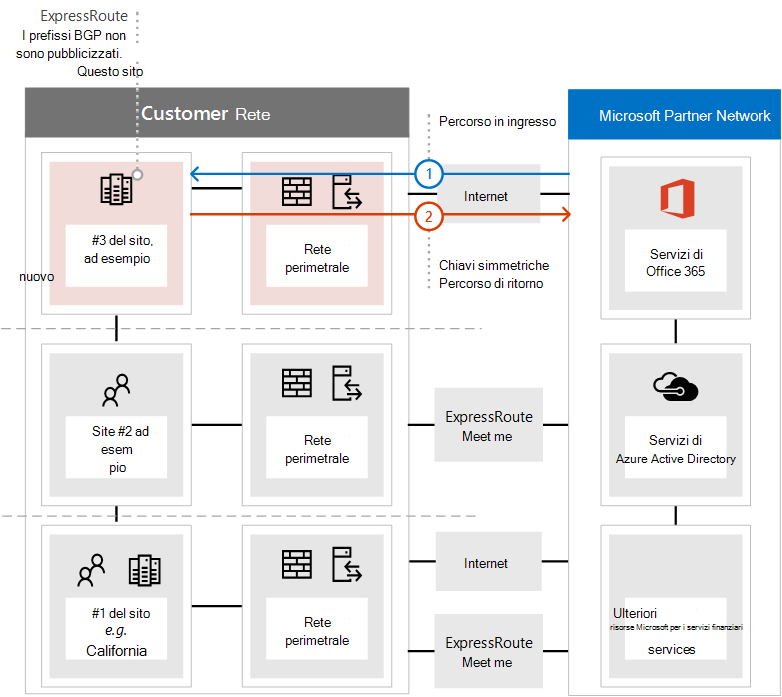 ExpressRoute
I prefissi BGP non
sono pubblicizzati.
Questo sito
Customer Rete
Microsoft Partner Network
Percorso in ingresso
1
Internet
2
#3 del sito,
ad esempio
nuovo
Rete
perimetrale
Chiavi simmetriche
Percorso di ritorno
Servizi di
Office 365
Site #2 ad
esem
pio
Rete
perimetrale
ExpressRoute
Meet me
Servizi di
Azure Active Directory
#1 del sito
e.g.
California
Rete
perimetrale
Internet
ExpressRoute
Meet me
Ulteriori
risorse Microsoft per i servizi finanziari
services